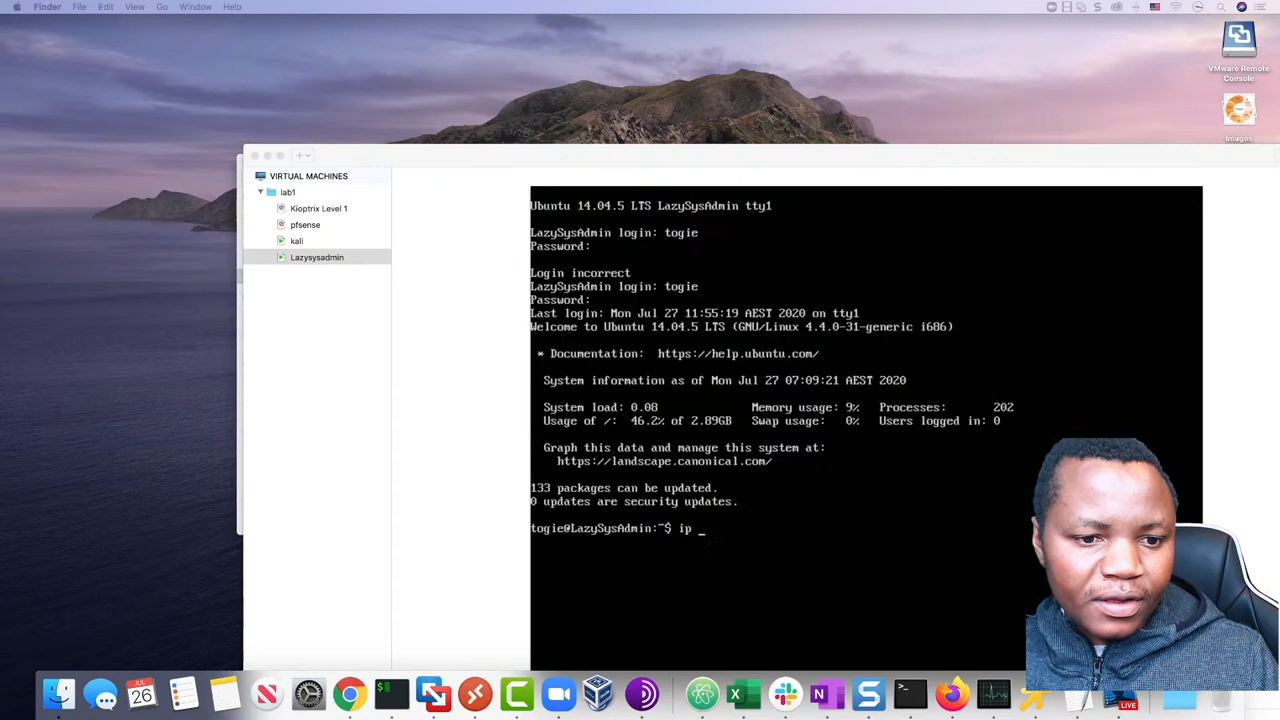 Finder File Edit View Go Window Help
VMware Remote
Console
Images
VIRTUAL MACHINES
lab1
Kioptrix Level 1
pfsense
kali
Lazysysadmin
Ubuntu 14.04.5 LTS LazySysAdmin tty1
LazySysAdmin login: togie
Password:
Login incorrect
LazySysAdmin login: togie
Password:
Last login: Mon Jul 27 11:55:19 AEST 2020 on tty1
Welcome to Ubuntu 14.04.5 LTS (GNU/Linux 4.4.0-31-generic i686)
* Documentation: https://help.ubuntu.com/
System information as of Mon Jul 27 07:09:21 AEST 2020
System load: 0.08 Memory usage: 9% Processes: 202
Usage of /: 46.2% of 2.89GB Swap usage: 0% Users logged in: 0
Graph this data and manage this system at:
https://landscape.canonical.com/
133 packages can be updated.
0 updates are security updates.
togie@LazySysAdmin:~$ ip _
JUL
26
LIVE